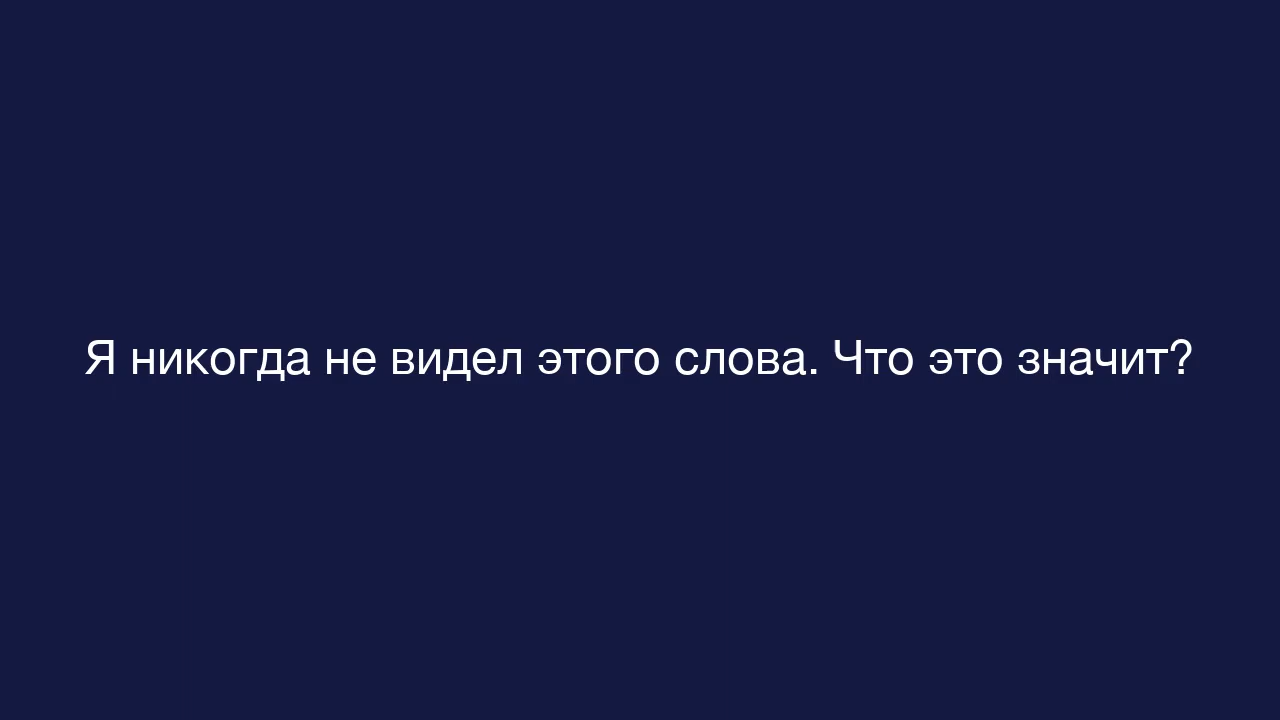 Я никогда не видел этого слова. Что это значит?